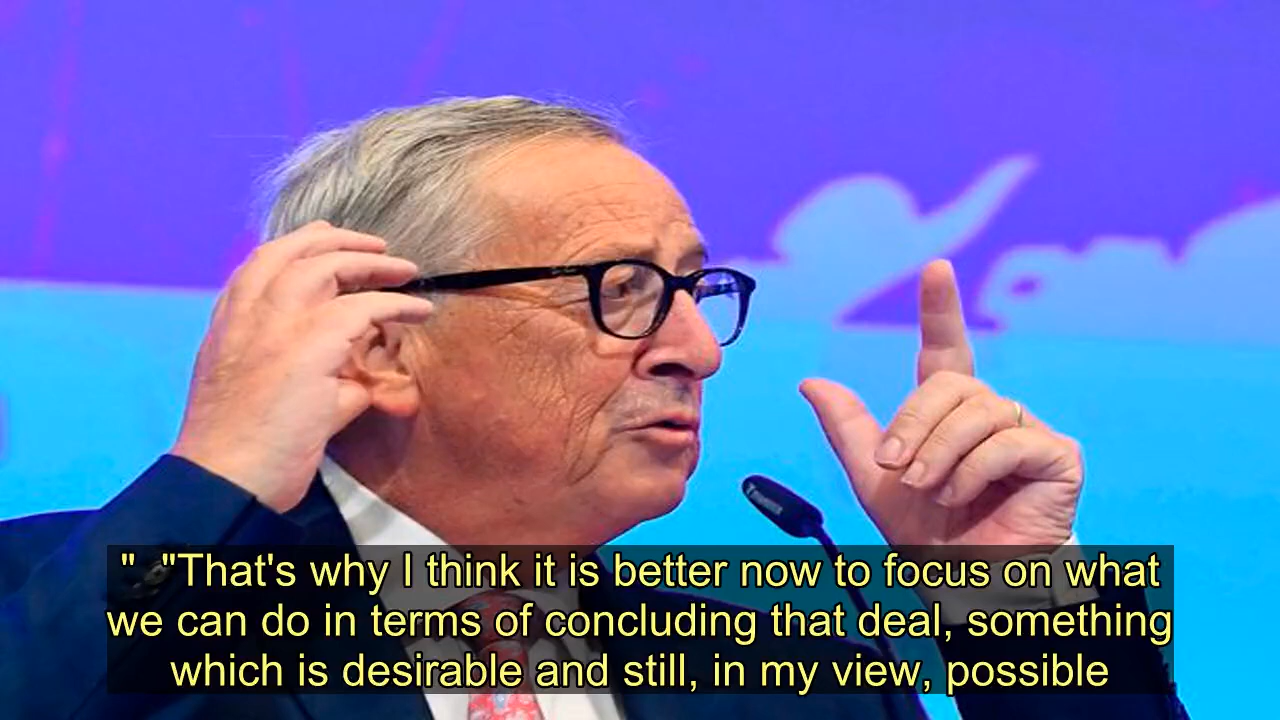 " "That's why I think it is better now to focus on what
we can do in terms of concluding that deal, something
which is desirable and still, in my view, possible